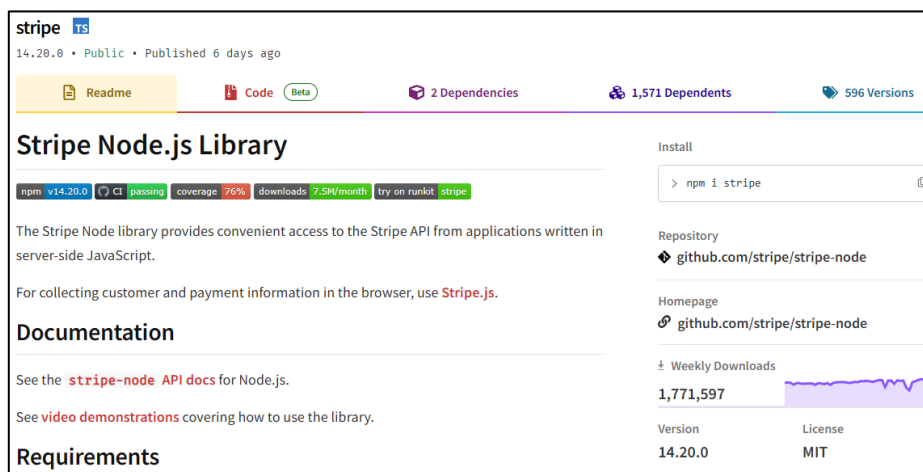 stripe TS
14.20.0 • Public • Published 6 days ago
Readme
Code Beta
2 Dependencies
1,571 Dependents
596 Versions
Stripe Node.js Library
npm v14.20.0 CI passing coverage 76% downloads 7.5M/month try on runkit stripe
The Stripe Node library provides convenient access to the Stripe API from applications written in
server-side JavaScript.
For collecting customer and payment information in the browser, use Stripe.js.
Documentation
See the stripe-node API docs for Node.js.
See video demonstrations covering how to use the library.
Requirements
Install
> npm i stripe
Repository
github.com/stripe/stripe-node
Homepage
github.com/stripe/stripe-node
Weekly Downloads
1,771,597
Version License
14.20.0 MIT